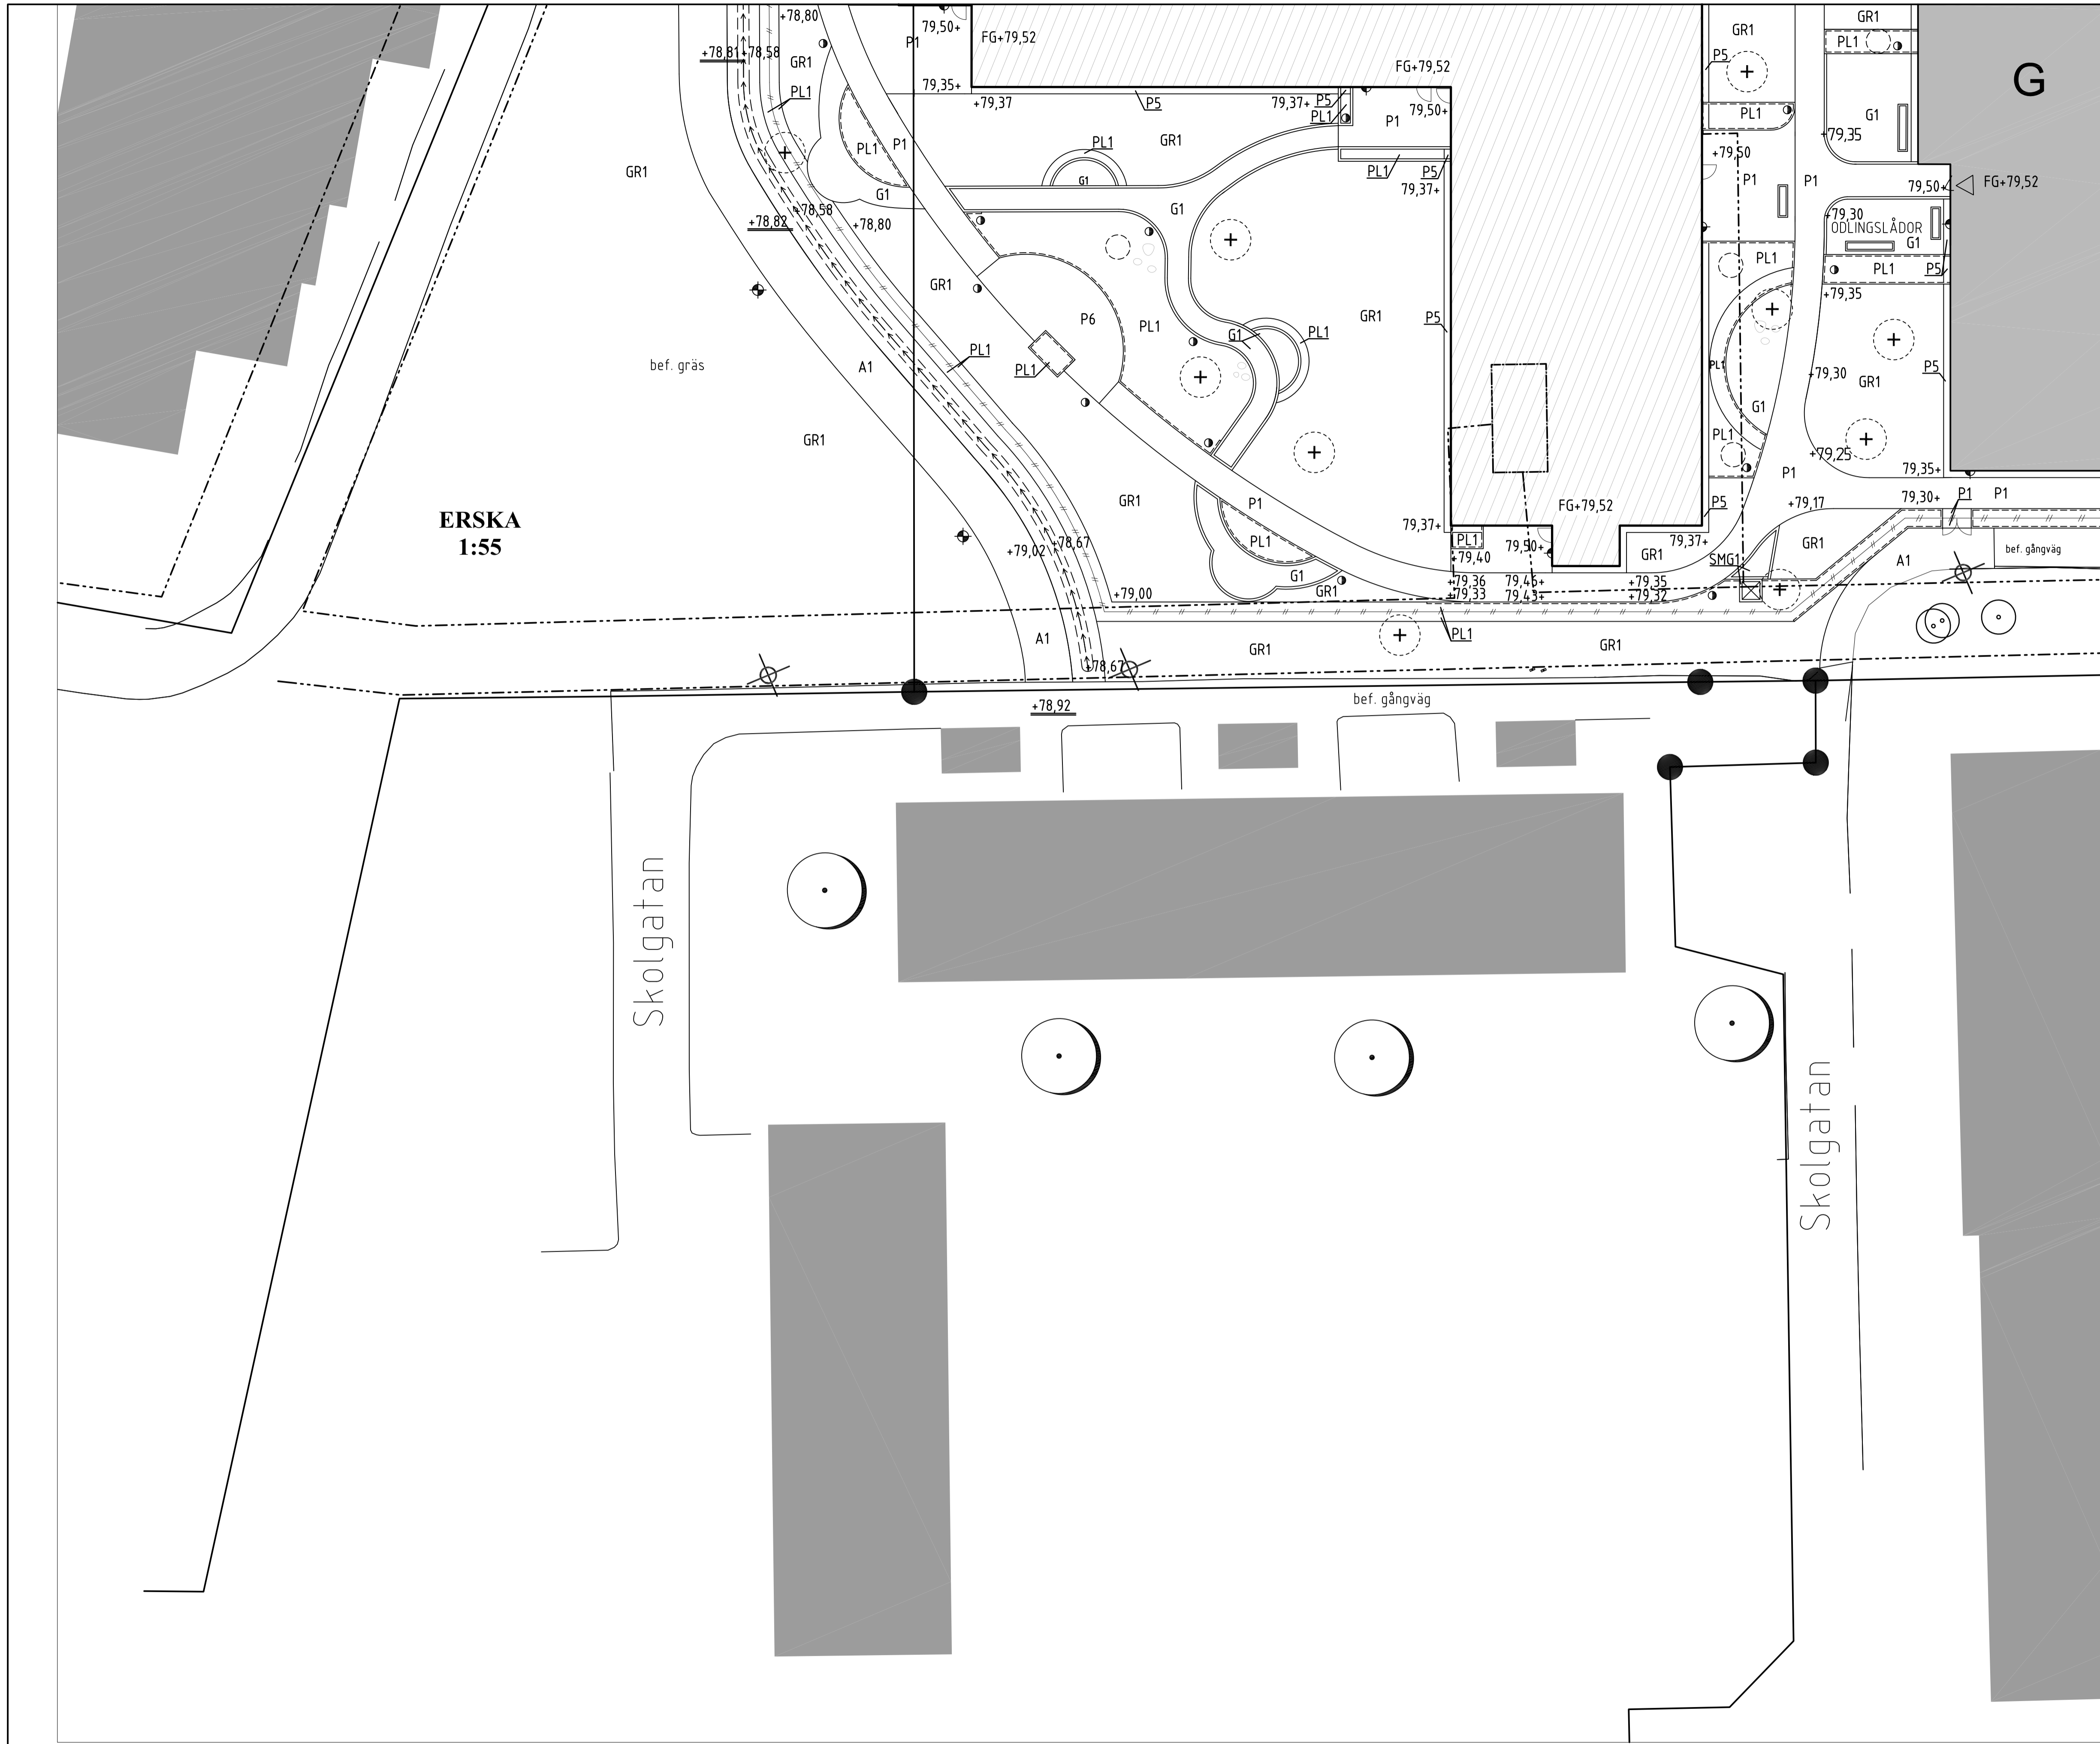 +78,80
79,50+
P1
FG+79,52
GR1
GR1
PL1
G
+78,81
+78,58
GR1
P5
FG+79,52
PL1
79,35+
+79,37
P5
79,37+
P5
PL1
79,50+
P1
PL1
G1
+79,35
GR1
PL1
P1
PL1
GR1
PL1
P5
+79,50
G1
79,37+
P1
P1
79,50+
FG+79,52
G1
G1
+78,58
+78,82
+78,80
+79,30
ODLINGSLÅDOR
G1
PL1
PL1
P5
GR1
+79,35
P6
PL1
GR1
P5
G1
PL1
bef. gräs
A1
PL1
PL1
PL1
+79,30
GR1
P5
G1
GR1
PL1
+79,25
79,35+
P1
GR1
P1
FG+79,52
P5
+79,17
79,30+
P1
P1
ERSKA
1:55
79,37+
PL1
PL1
79,50+
79,37+
GR1
GR1
bef. gångväg
+79,02
+78,67
+79,40
SMG1
A1
G1
GR1
+79,00
+79,36
79,46+
+79,35
+79,33
79,43+
+79,32
A1
PL1
GR1
GR1
+78,67
+78,92
bef. gångväg
Skolgatan
Skolgatan